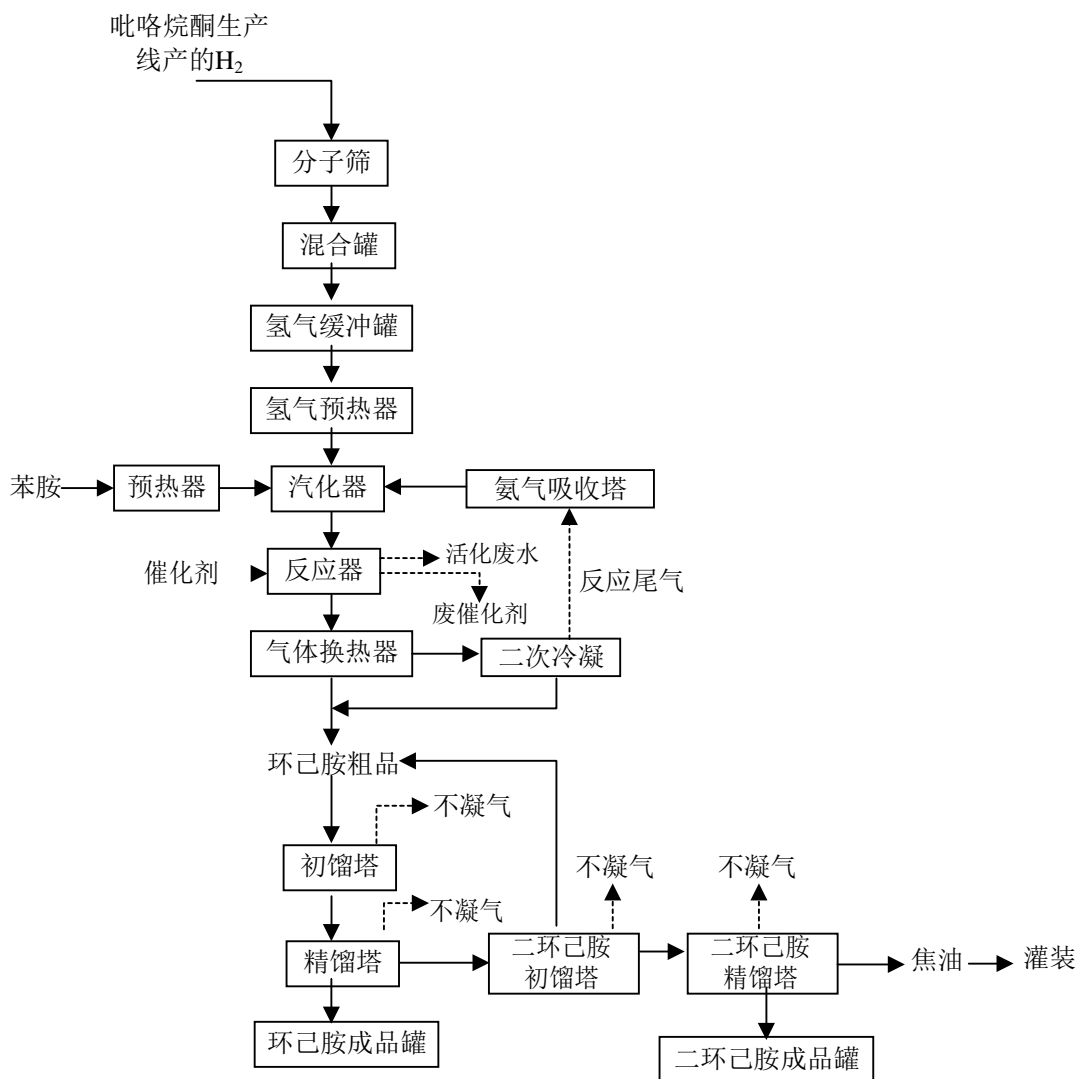 吡咯烷酮生产
线产的H₂
分子筛
混合罐
氢气缓冲罐
氢气预热器
苯胺
预热器
汽化器
氨气吸收塔
催化剂
反应器
活化废水
废催化剂
反应尾气
气体换热器
二次冷凝
环己胺粗品
不凝气
初馏塔
不凝气
不凝气
不凝气
精馏塔
二环己胺
初馏塔
二环己胺
精馏塔
焦油
灌装
环己胺成品罐
二环己胺成品罐